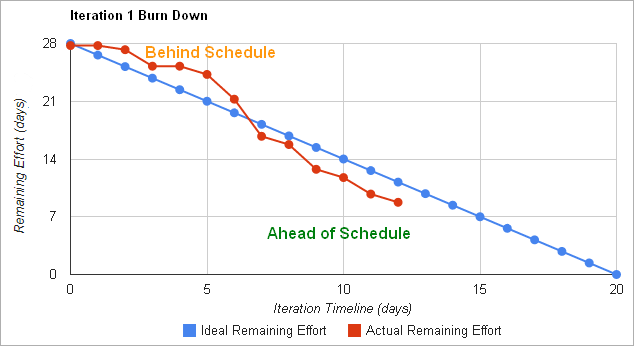 Iteration 1 Burn Down
Behind Schedule
Ahead of Schedule
Remaining Effort (days)
28
21
14
7
0
0 5 10 15 20
Iteration Timeline (days)
Ideal Remaining Effort Actual Remaining Effort